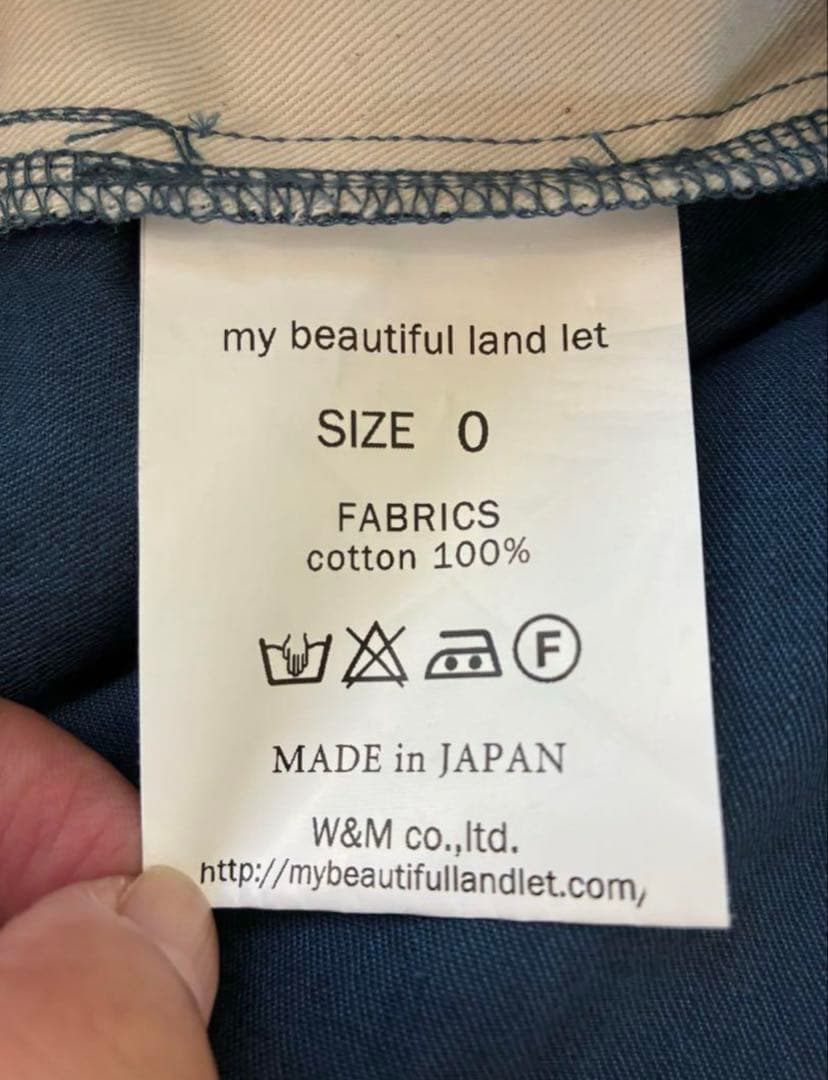 my beautiful land let
SIZE 0
FABRICS
cotton 100%
F
MADE in JAPAN
W&M co.,ltd.
http://mybeautifullandlet.com/